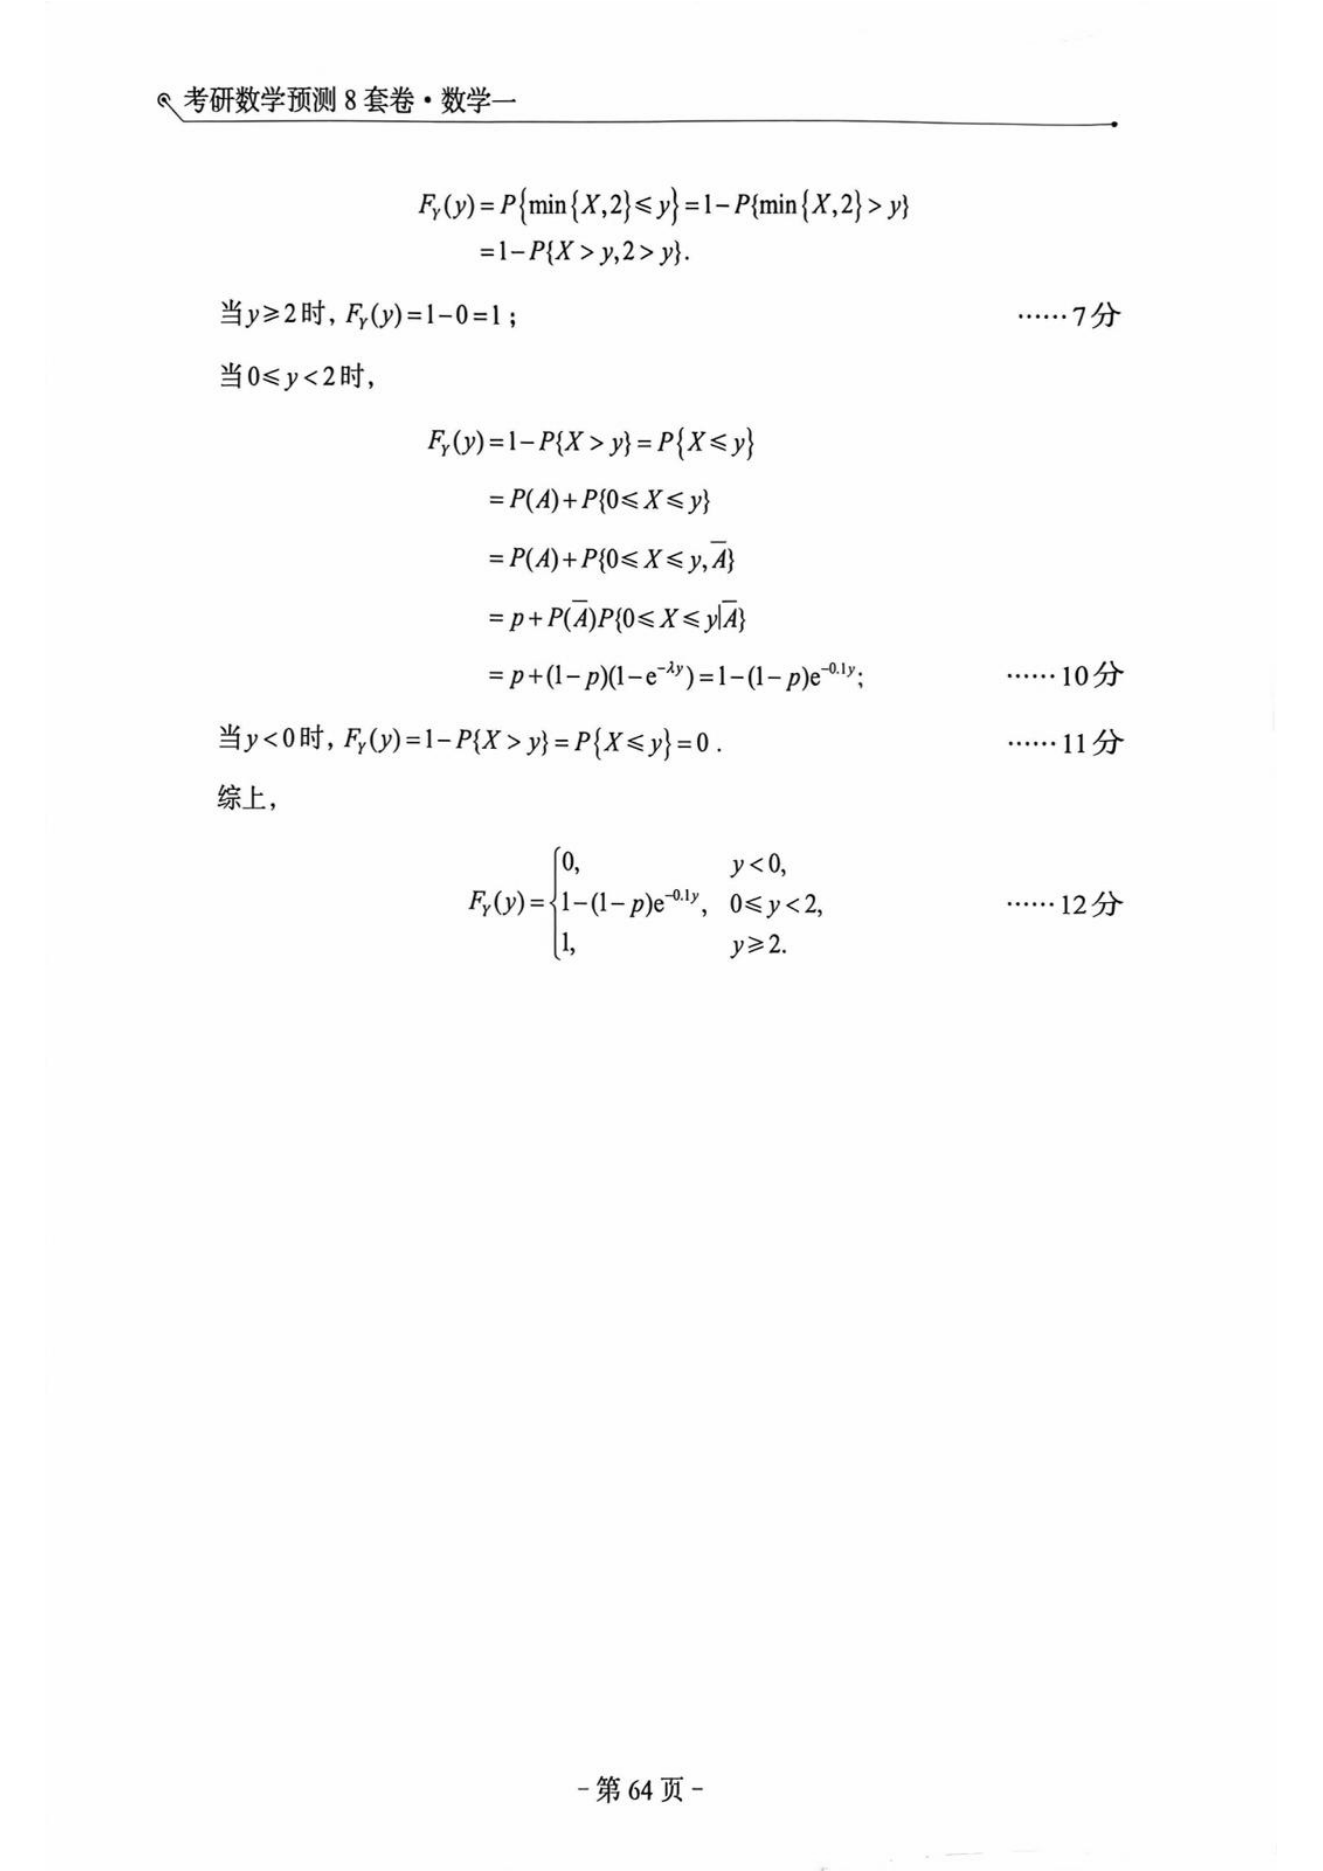 考研数学预测8套卷·数学一
F_Y(y)=P{min{X,2}≤y}=1-P{min{X,2}>y}
=1-P{X>y,2>y}.
当y≥2时,F_Y(y)=1-0=1; ……7分
当0≤y<2时,
F_Y(y)=1-P{X>y}=P{X≤y}
=P(A)+P{0≤X≤y}
=P(A)+P{0≤X≤y,A̅}
=p+P(A̅)P{0≤X≤y|A̅}
=p+(1-p)(1-e^{-λy})=1-(1-p)e^{-0.1y}; ……10分
当y<0时,F_Y(y)=1-P{X>y}=P{X≤y}=0. ……11分
综上,
0, y<0,
F_Y(y)={1-(1-p)e^{-0.1y}, 0≤y<2, ……12分
1, y≥2.
-第64页-